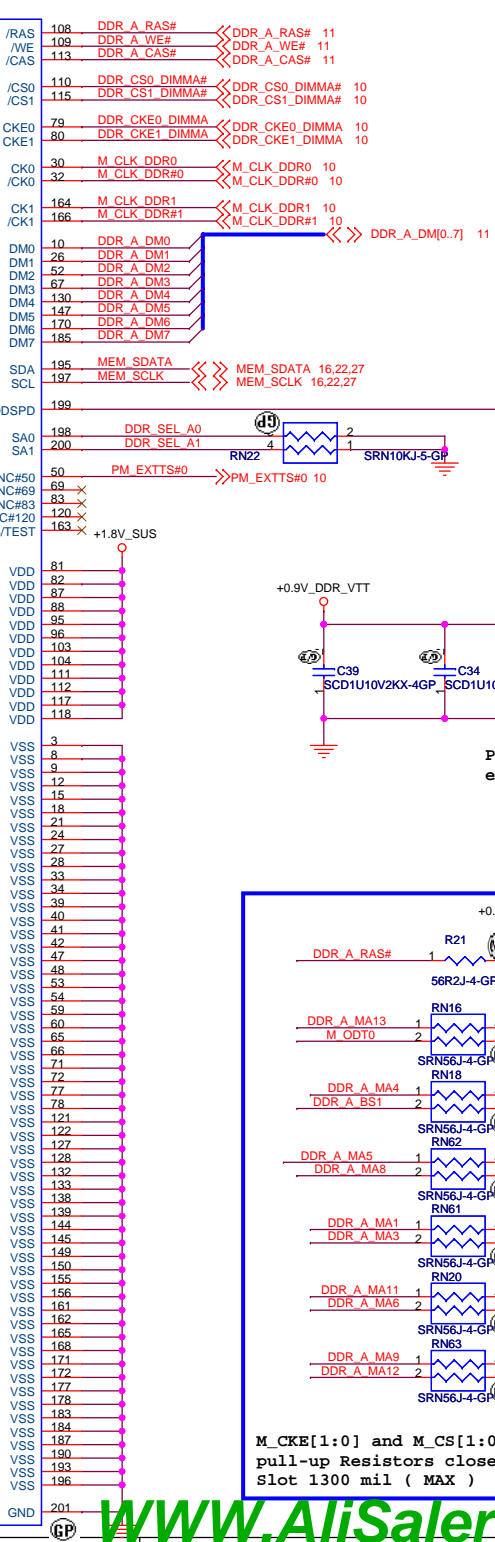 /RAS 108 DDR_A_RAS# DDR_A_RAS# 11
/WE 109 DDR_A_WE# DDR_A_WE# 11
/CAS 113 DDR_A_CAS# DDR_A_CAS# 11
/CS0 110 DDR_CS0_DIMMA# DDR_CS0_DIMMA# 10
/CS1 115 DDR_CS1_DIMMA# DDR_CS1_DIMMA# 10
CKE0 79 DDR_CKE0_DIMMA DDR_CKE0_DIMMA 10
CKE1 80 DDR_CKE1_DIMMA DDR_CKE1_DIMMA 10
CK0 30 M_CLK_DDR0 M_CLK_DDR0 10
/CK0 32 M_CLK_DDR#0 M_CLK_DDR#0 10
CK1 164 M_CLK_DDR1 M_CLK_DDR1 10
/CK1 166 M_CLK_DDR#1 M_CLK_DDR#1 10
DDR_A_DM[0..7] 11
DM0 10 DDR_A_DM0
DM1 26 DDR_A_DM1
DM2 52 DDR_A_DM2
DM3 67 DDR_A_DM3
DM4 130 DDR_A_DM4
DM5 147 DDR_A_DM5
DM6 170 DDR_A_DM6
DM7 185 DDR_A_DM7
SDA 195 MEM_SDATA MEM_SDATA 16,22,27
SCL 197 MEM_SCLK MEM_SCLK 16,22,27
DDSPD 199
GP
SA0 198 DDR_SEL_A0 2
SA1 200 DDR_SEL_A1 4 1
RN22 SRN10KJ-5-GP
NC#50 50 PM_EXTTS#0 PM_EXTTS#0 10
NC#69 69
NC#83 83
C#120 120
/TEST 163
+1.8V_SUS
VDD 81
VDD 82
VDD 87
VDD 88
VDD 95
VDD 96
VDD 103
VDD 104
VDD 111
VDD 112
VDD 117
VDD 118
+0.9V_DDR_VTT
C39 C34
SCD1U10V2KX-4GP SCD1U10
1 1
P
e
VSS 3
VSS 8
VSS 9
VSS 12
VSS 15
VSS 18
VSS 21
VSS 24
VSS 27
VSS 28
VSS 33
VSS 34
VSS 39
VSS 40
VSS 41
VSS 42
VSS 47
VSS 48
VSS 53
VSS 54
VSS 59
VSS 60
VSS 65
VSS 66
VSS 71
VSS 72
VSS 77
VSS 78
VSS 121
VSS 122
VSS 127
VSS 128
VSS 132
VSS 133
VSS 138
VSS 139
VSS 144
VSS 145
VSS 149
VSS 150
VSS 155
VSS 156
VSS 161
VSS 162
VSS 165
VSS 168
VSS 171
VSS 172
VSS 177
VSS 178
VSS 183
VSS 184
VSS 187
VSS 190
VSS 193
VSS 196
GND 201
GP
+0.
R21
DDR_A_RAS# 1
56R2J-4-GP
RN16
DDR_A_MA13 1
M_ODT0 2
SRN56J-4-GP
RN18
DDR_A_MA4 1
DDR_A_BS1 2
SRN56J-4-GP
RN62
DDR_A_MA5 1
DDR_A_MA8 2
SRN56J-4-GP
RN61
DDR_A_MA1 1
DDR_A_MA3 2
SRN56J-4-GP
RN20
DDR_A_MA11 1
DDR_A_MA6 2
SRN56J-4-GP
RN63
DDR_A_MA9 1
DDR_A_MA12 2
SRN56J-4-GP
M_CKE[1:0] and M_CS[1:0
pull-up Resistors close
Slot 1300 mil ( MAX )
WWW.AliSaler